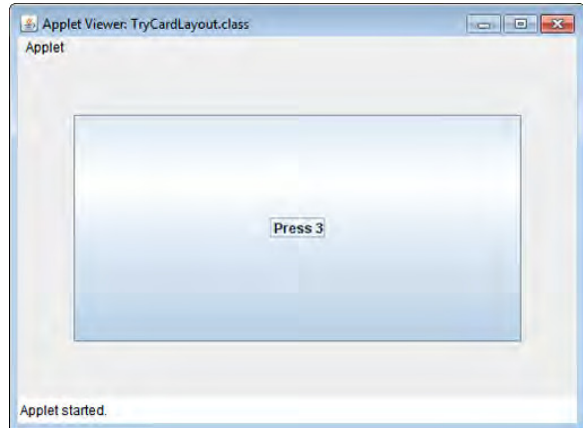 Applet Viewer: TryCardLayout.class
Applet
Press 3
Applet started.